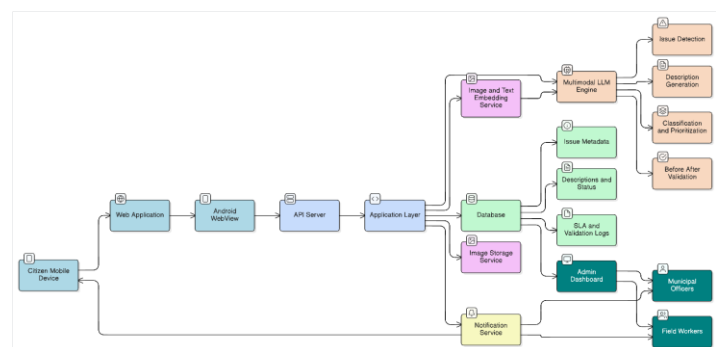 Issue Detection
Image and Text
Embedding Service
Multimodal LLM
Engine
Description
Generation
Classification
and Prioritization
Issue Metadata
Before After
Validation
Descriptions and
Status
Web Application
Android
WebView
API Server
Application Layer
Database
SLA and
Validation Logs
Image Storage
Service
Citizen Mobile
Device
Admin
Dashboard
Municipal
Officers
Notification
Service
Field Workers